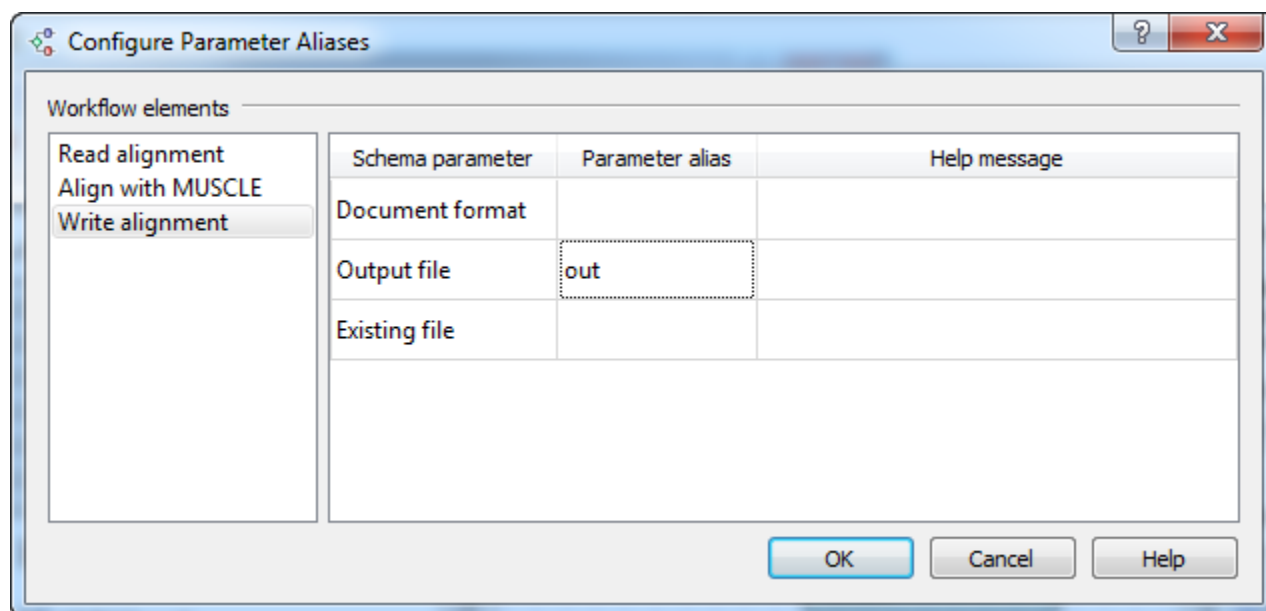 Configure Parameter Aliases
Workflow elements
Read alignment
Align with MUSCLE
Write alignment
Schema parameter Parameter alias Help message
Document format
Output file out
Existing file
OK Cancel Help